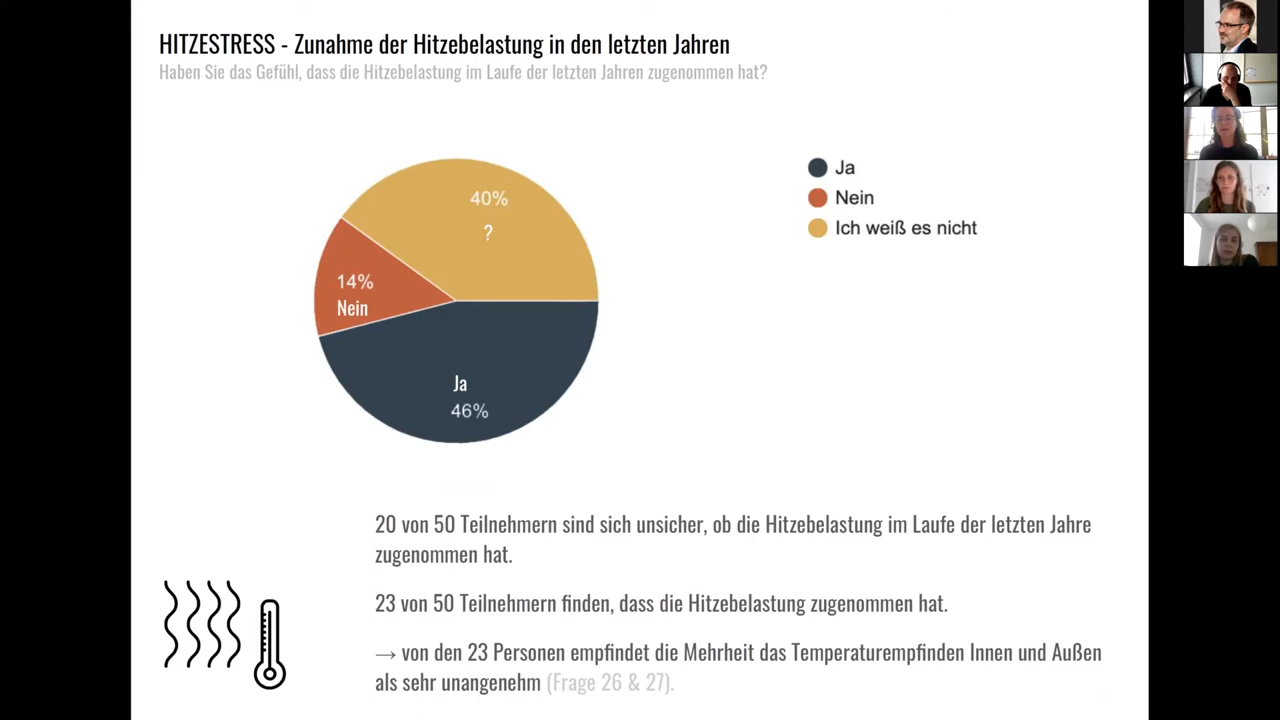 HITZESTRESS - Zunahme der Hitzebelastung in den letzten Jahren
Haben Sie das Gefühl, dass die Hitzebelastung im Laufe der letzten Jahren zugenommen hat?
40%
?
14%
Nein
Ja
46%
Ja
Nein
Ich weiß es nicht
20 von 50 Teilnehmern sind sich unsicher, ob die Hitzebelastung im Laufe der letzten Jahre
zugenommen hat.
23 von 50 Teilnehmern finden, dass die Hitzebelastung zugenommen hat.
→ von den 23 Personen empfindet die Mehrheit das Temperaturempfinden Innen und Außen
als sehr unangenehm (Frage 26 & 27).